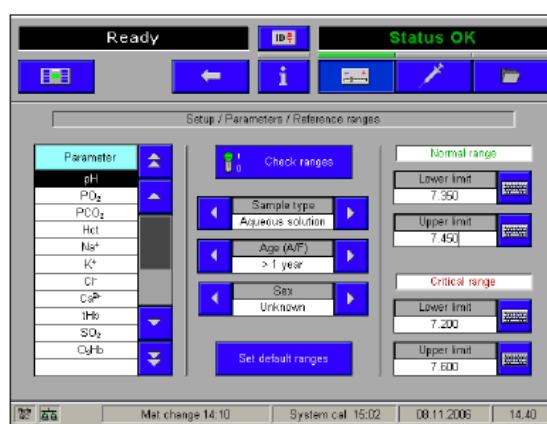 Ready
ID
Status OK
Setup / Parameters / Reference ranges
Parameter
pH
PO₂
PCO₂
Hct
Na⁺
K⁺
Cl⁻
Ca²⁺
tHb
SO₂
O₂Hb
1
0
Check ranges
Sample type
Aqueous solution
Age (A/F)
> 1 year
Sex
Unknown
Set default ranges
Normal range
Lower limit
7.350
Upper limit
7.450
Critical range
Lower limit
7.200
Upper limit
7.600
Mat change 14:10
System cal 15:02
08.11.2006
14.40